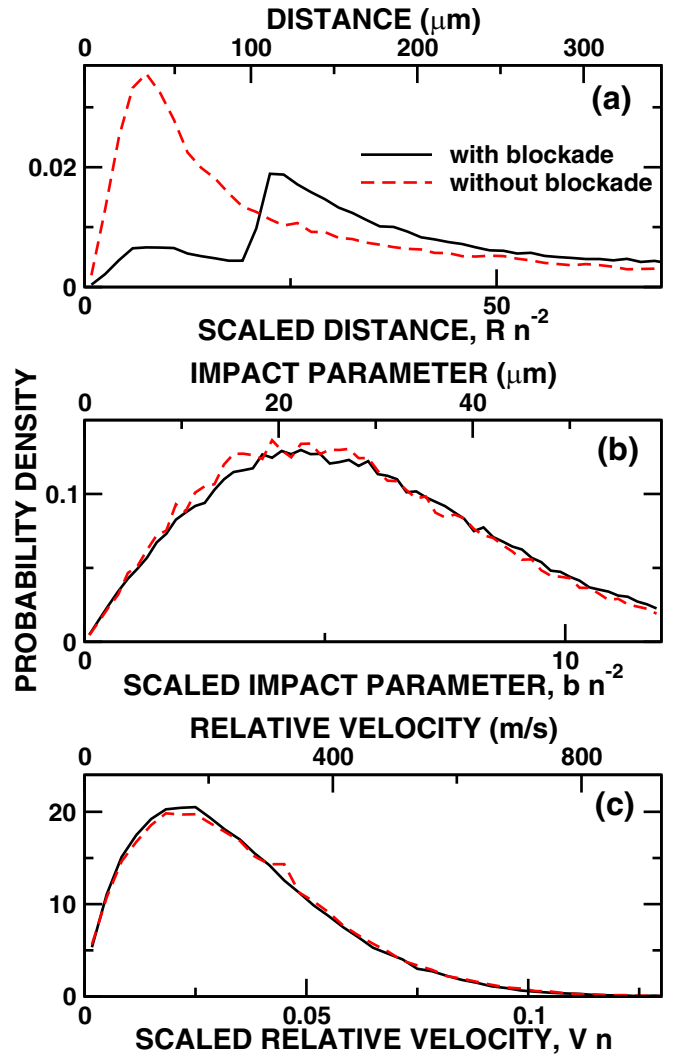 DISTANCE (μm)
0 100 200 300
(a)
with blockade
without blockade
0.02
0
0 50
SCALED DISTANCE, R n⁻²
IMPACT PARAMETER (μm)
0 20 40
(b)
0.1
0
0 10
SCALED IMPACT PARAMETER, b n⁻²
PROBABILITY DENSITY
RELATIVE VELOCITY (m/s)
0 400 800
(c)
20
10
0
0 0.05 0.1
SCALED RELATIVE VELOCITY, V n